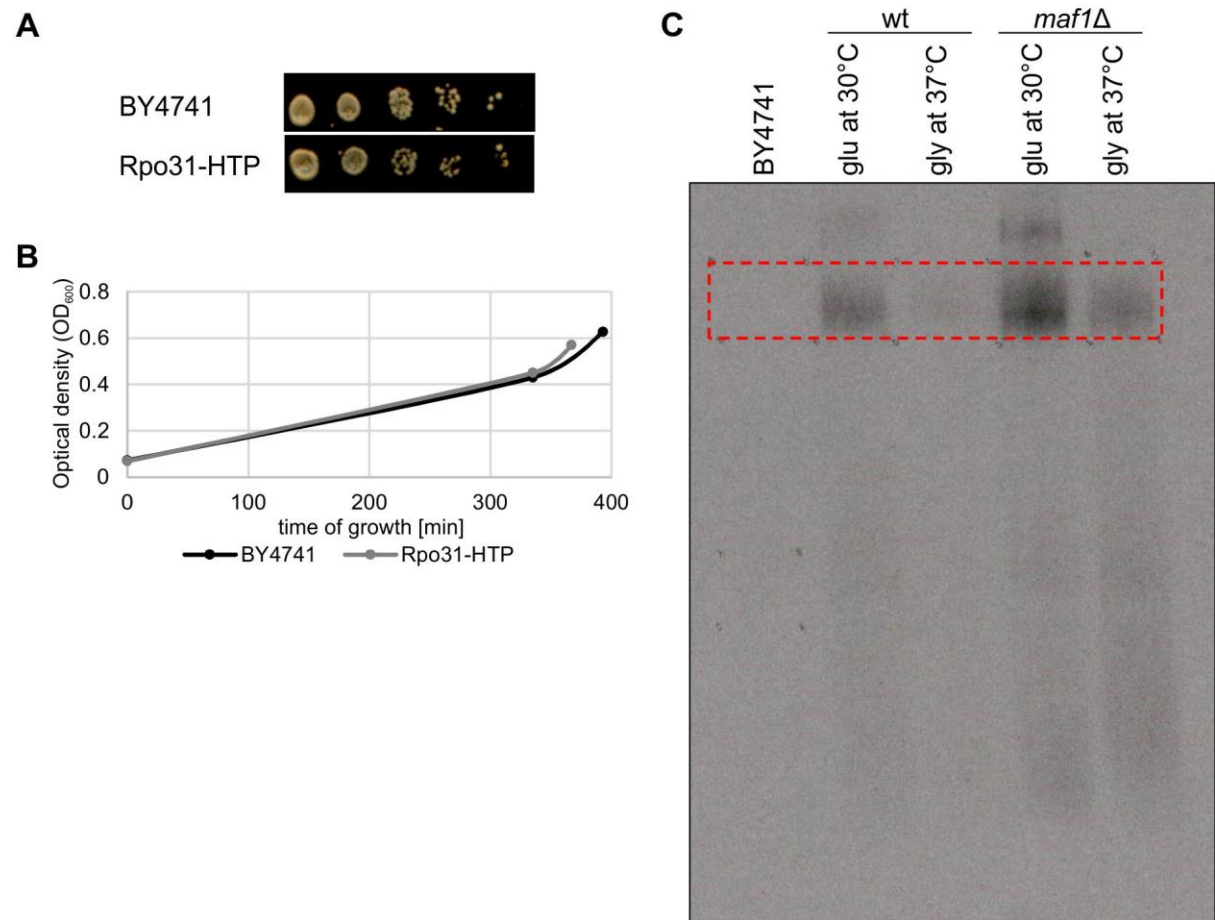 A
BY4741
Rpo31-HTP
B
Optical density (OD₆₀₀)
0.8
0.6
0.4
0.2
0
0 100 200 300 400
time of growth [min]
BY4741 Rpo31-HTP
C
wt maf1Δ
BY4741
glu at 30°C
gly at 37°C
glu at 30°C
gly at 37°C